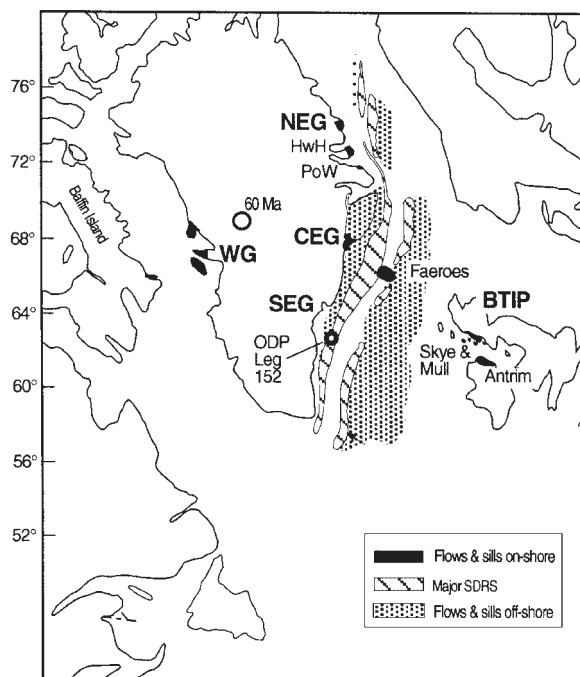 76°
72°
68°
64°
60°
56°
52°
NEG
HwH
PoW
60 Ma
Baffin Island
WG
CEG
Faeroes
SEG
BTIP
ODP
Leg
152
Skye &
Mull
Antrim
Flows & sills on-shore
Major SDRS
Flows & sills off-shore